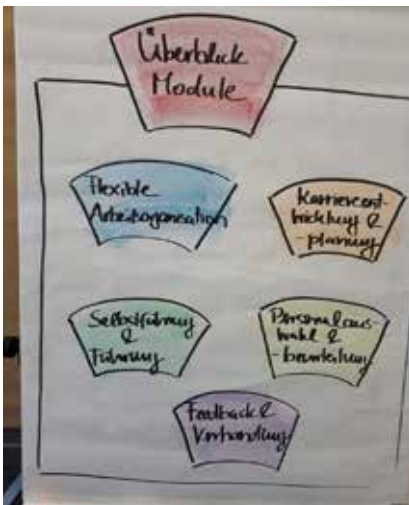 Überblick
Module
Flexible
Arbeitsorganisation
Karriereent-
wicklung &
-planung
Selbstführung
&
Führung
Personalaus-
wahl &
-beurteilung
Feedback &
Verhandlung